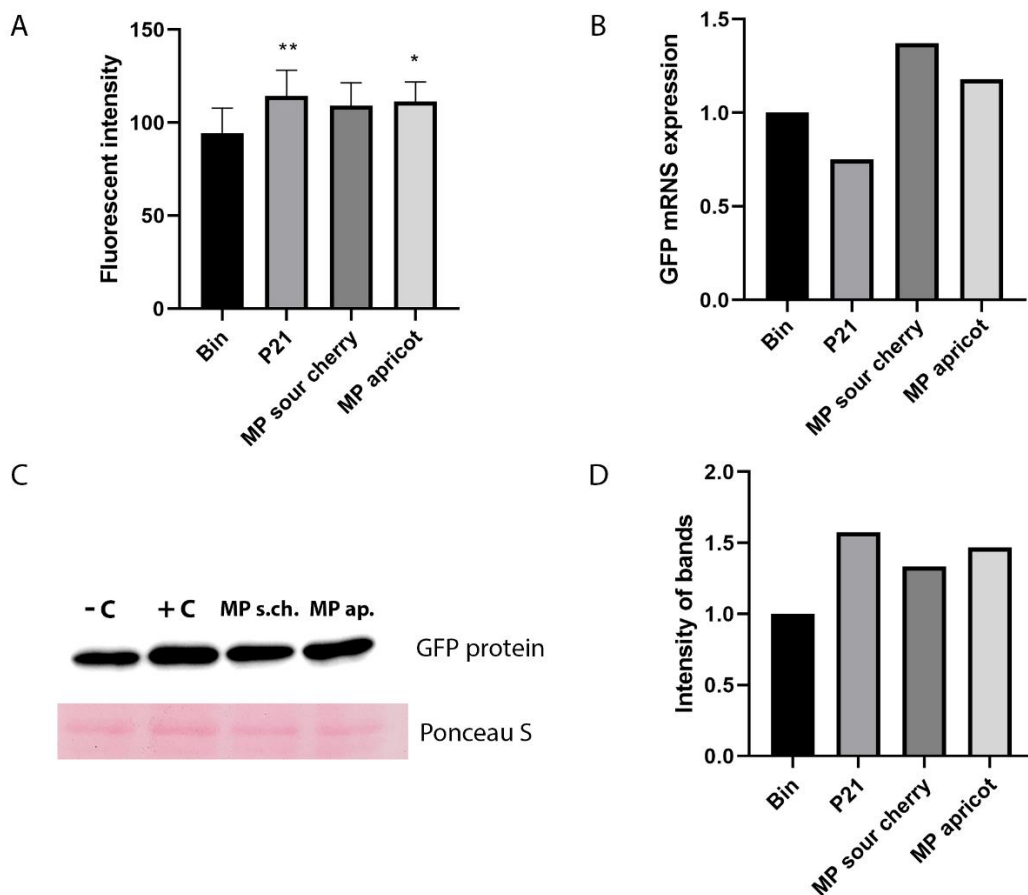 A
Fluorescent intensity
150
100
50
0
**
*
Bin
P21
MP sour cherry
MP apricot
B
GFP mRNS expression
1.5
1.0
0.5
0.0
Bin
P21
MP sour cherry
MP apricot
C
- C + C MP s.ch. MP ap.
GFP protein
Ponceau S
D
Intensity of bands
2.0
1.5
1.0
0.5
0.0
Bin
P21
MP sour cherry
MP apricot